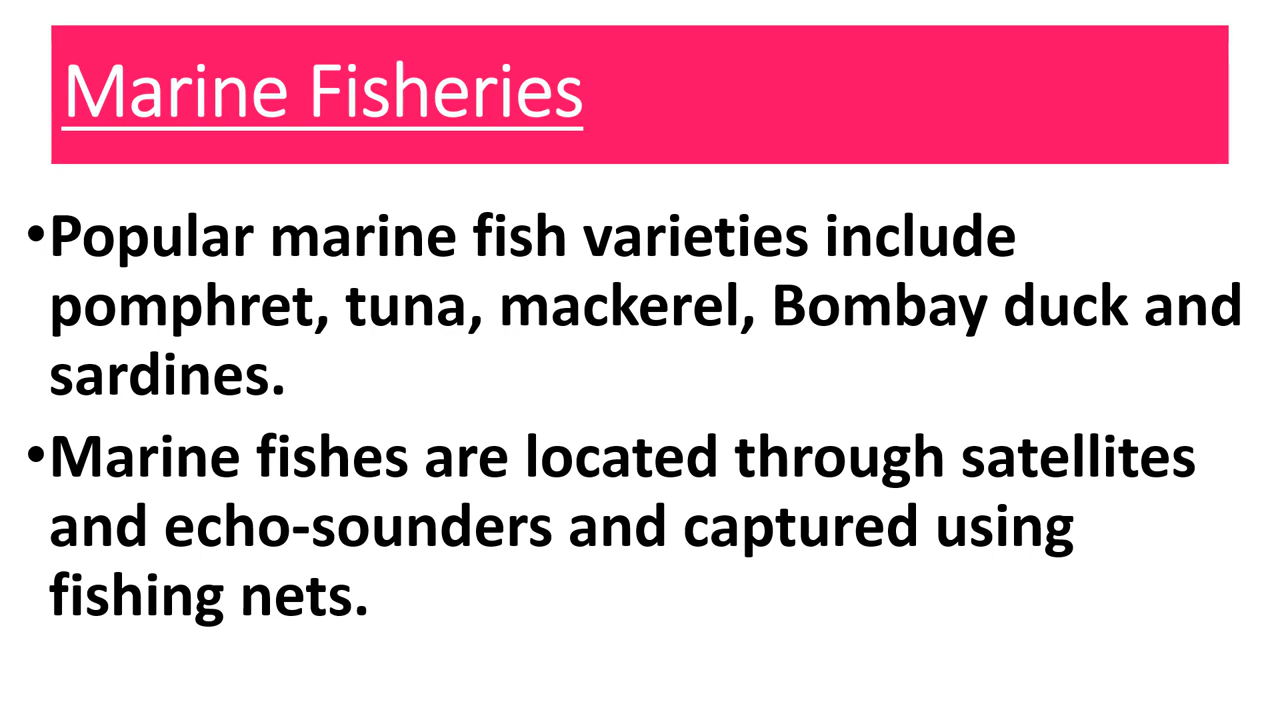 Marine Fisheries
•Popular marine fish varieties include
pomphret, tuna, mackerel, Bombay duck and
sardines.
•Marine fishes are located through satellites
and echo-sounders and captured using
fishing nets.